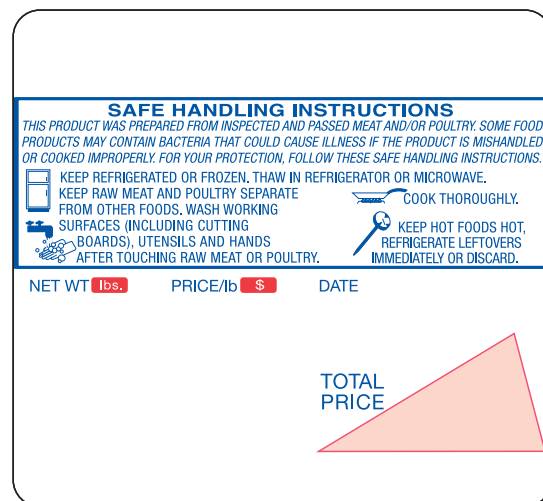 SAFE HANDLING INSTRUCTIONS
THIS PRODUCT WAS PREPARED FROM INSPECTED AND PASSED MEAT AND/OR POULTRY. SOME FOOD
PRODUCTS MAY CONTAIN BACTERIA THAT COULD CAUSE ILLNESS IF THE PRODUCT IS MISHANDLED
OR COOKED IMPROPERLY. FOR YOUR PROTECTION, FOLLOW THESE SAFE HANDLING INSTRUCTIONS.
KEEP REFRIGERATED OR FROZEN. THAW IN REFRIGERATOR OR MICROWAVE.
KEEP RAW MEAT AND POULTRY SEPARATE
FROM OTHER FOODS. WASH WORKING
SURFACES (INCLUDING CUTTING
BOARDS), UTENSILS AND HANDS
AFTER TOUCHING RAW MEAT OR POULTRY.
COOK THOROUGHLY.
KEEP HOT FOODS HOT,
REFRIGERATE LEFTOVERS
IMMEDIATELY OR DISCARD.
NET WT lbs. PRICE/lb $ DATE
TOTAL
PRICE